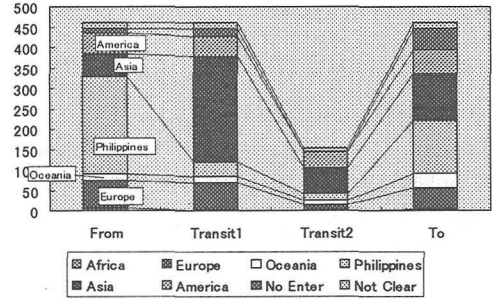 500
450
400
350
300
250
200
150
100
50
0
America
Asia
Philippines
Oceania
Europe
From Transit1 Transit2 To
Africa Europe Oceania Philippines
Asia America No Enter Not Clear